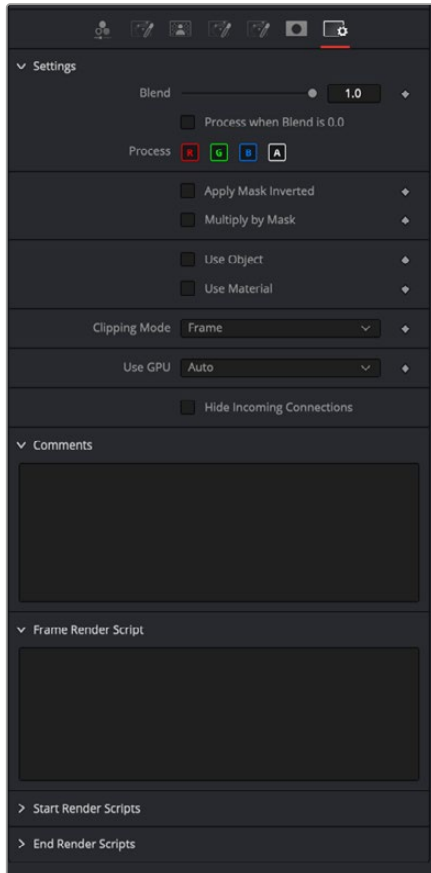 Settings
Blend 1.0
Process when Blend is 0.0
Process R G B A
Apply Mask Inverted
Multiply by Mask
Use Object
Use Material
Clipping Mode Frame
Use GPU Auto
Hide Incoming Connections
Comments
Frame Render Script
Start Render Scripts
End Render Scripts